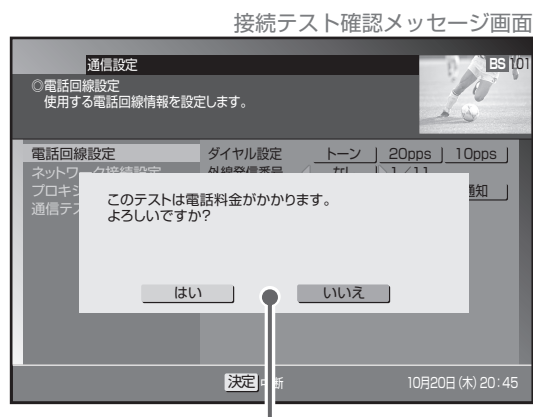 接続テスト確認メッセージ画面
通信設定
BS 101
◎電話回線設定
使用する電話回線情報を設定します。
電話回線設定
ダイヤル設定 トーン 20pps 10pps
ネットワーク接続設定
外線発信番号 なし 1/11
プロキシ
通知
通信テス
このテストは電話料金がかかります。
よろしいですか?
はい いいえ
決定 中断
10月20日(木) 20:45